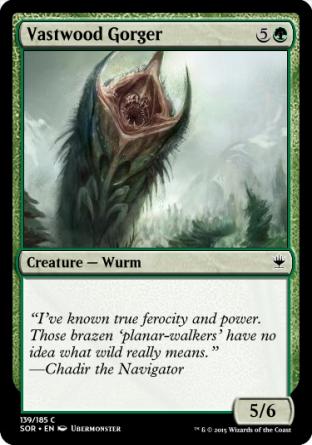 Vastwood Gorger 5
Creature — Wurm
“I’ve known true ferocity and power.
Those brazen ‘planar-walkers’ have no
idea what wild really means.”
—Chadir the Navigator
5/6
139/185 C
SOR • EN UBERMONSTER
™ & © 2015 Wizards of the Coast